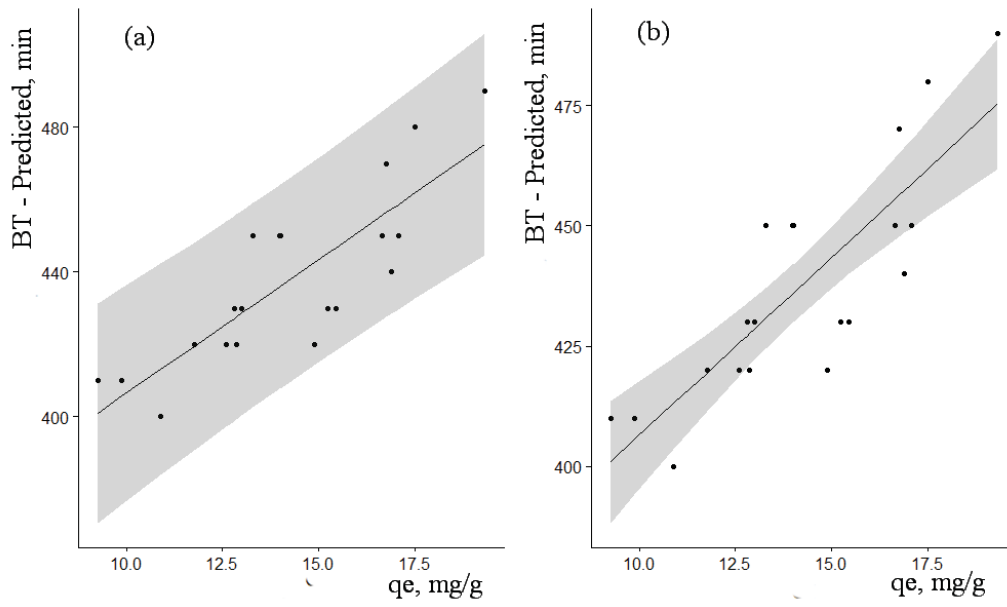 (a)
BT - Predicted, min
480
440
400
10.0 12.5 15.0 17.5
qe, mg/g
(b)
BT - Predicted, min
475
450
425
400
10.0 12.5 15.0 17.5
qe, mg/g